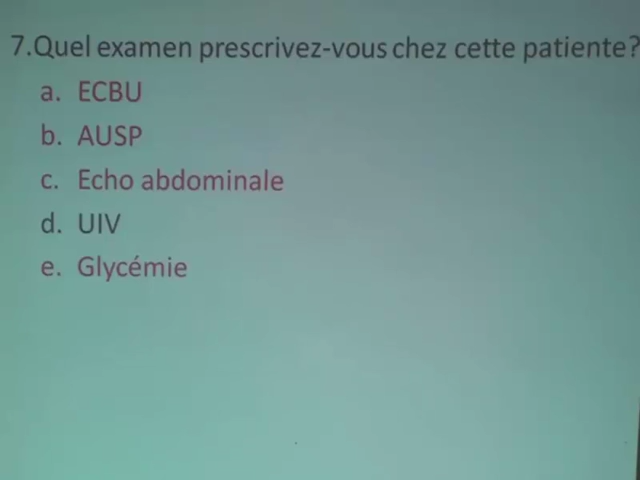 7.Quel examen prescrivez-vous chez cette patiente?
a. ECBU
b. AUSP
c. Echo abdominale
d. UIV
e. Glycémie